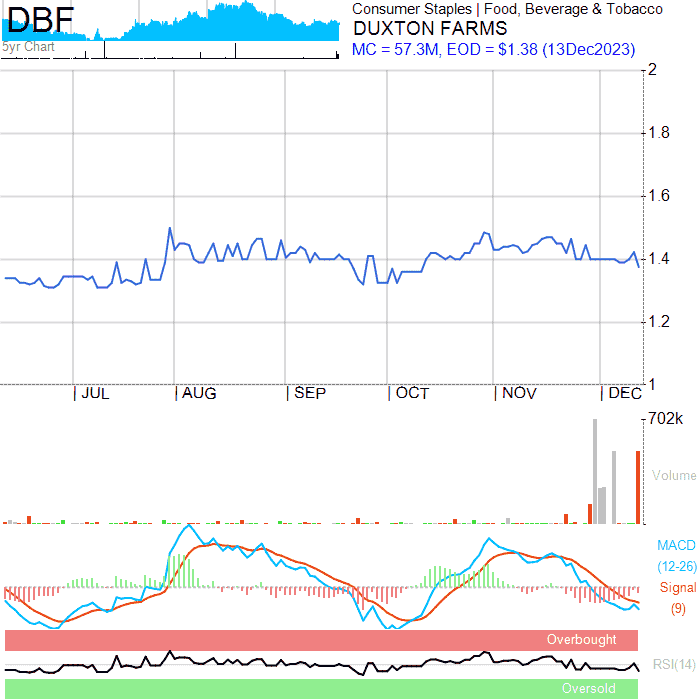 DBF
5yr Chart
Consumer Staples | Food, Beverage & Tobacco
DUXTON FARMS
MC = 57.3M, EOD = $1.38 (13Dec2023)
2
1.8
1.6
1.4
1.2
1
| JUL | AUG | SEP | OCT | NOV | DEC
702k
Volume
MACD
(12-26)
Signal
(9)
Overbought
RSI(14)
Oversold